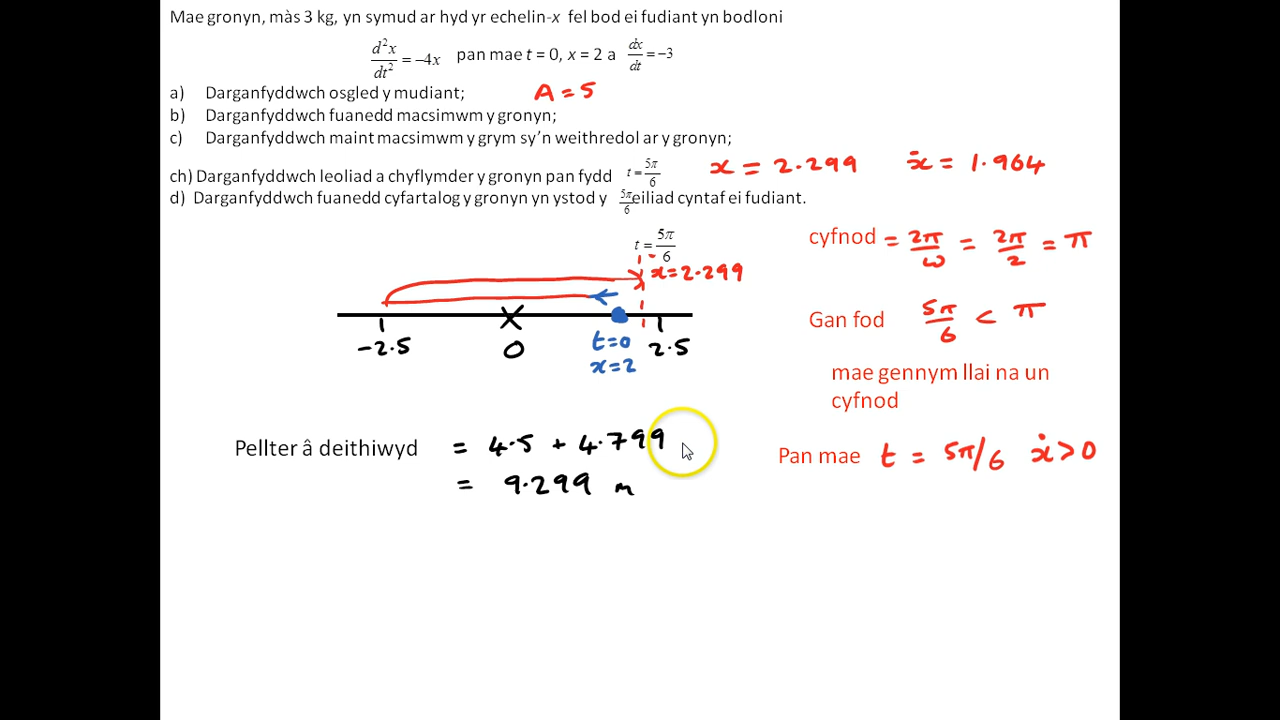 Mae gronyn, màs 3 kg, yn symud ar hyd yr echelin-x fel bod ei fudiant yn bodloni
d²x/dt² = −4x pan mae t = 0, x = 2 a dx/dt = −3
a) Darganfyddwch osgled y mudiant; A = 5
b) Darganfyddwch fuanedd macsimwm y gronyn;
c) Darganfyddwch maint macsimwm y grym sy'n weithredol ar y gronyn;
ch) Darganfyddwch leoliad a chyflymder y gronyn pan fydd t = 5π/6 x = 2.299 ẋ = 1.964
d) Darganfyddwch fuanedd cyfartalog y gronyn yn ystod y 5π/6 eiliad cyntaf ei fudiant.
cyfnod = 2π/ω = 2π/2 = π
t = 5π/6
x=2.299
Gan fod 5π/6 < π
-2.5 0 t=0 2.5
x=2
mae gennym llai na un
cyfnod
Pellter â deithiwyd = 4.5 + 4.799
Pan mae t = 5π/6 ẋ > 0
= 9.299 m